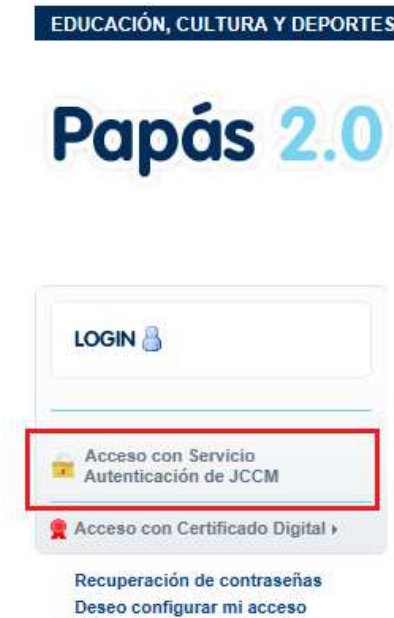 EDUCACIÓN, CULTURA Y DEPORTES
Papás 2.0
LOGIN
Acceso con Servicio
Autenticación de JCCM
Acceso con Certificado Digital
Recuperación de contraseñas
Deseo configurar mi acceso